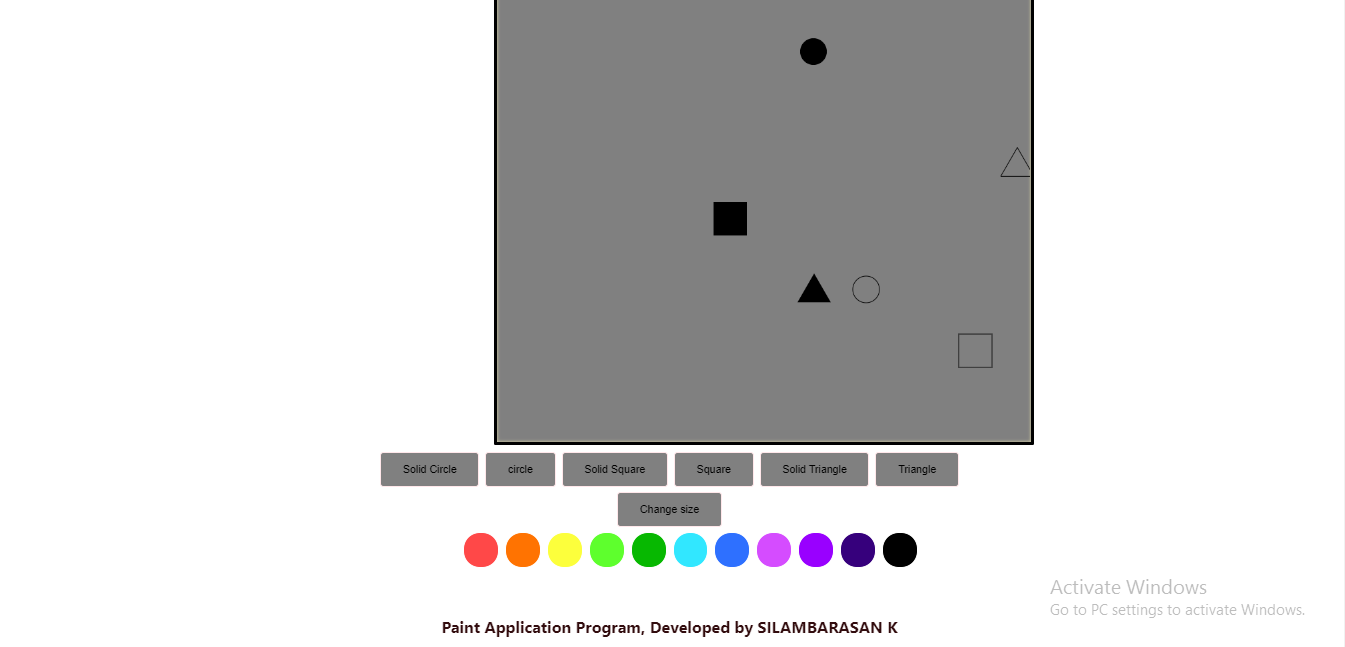 Solid Circle circle Solid Square Square Solid Triangle Triangle
Change size
Activate Windows
Go to PC settings to activate Windows.
Paint Application Program, Developed by SILAMBARASAN K